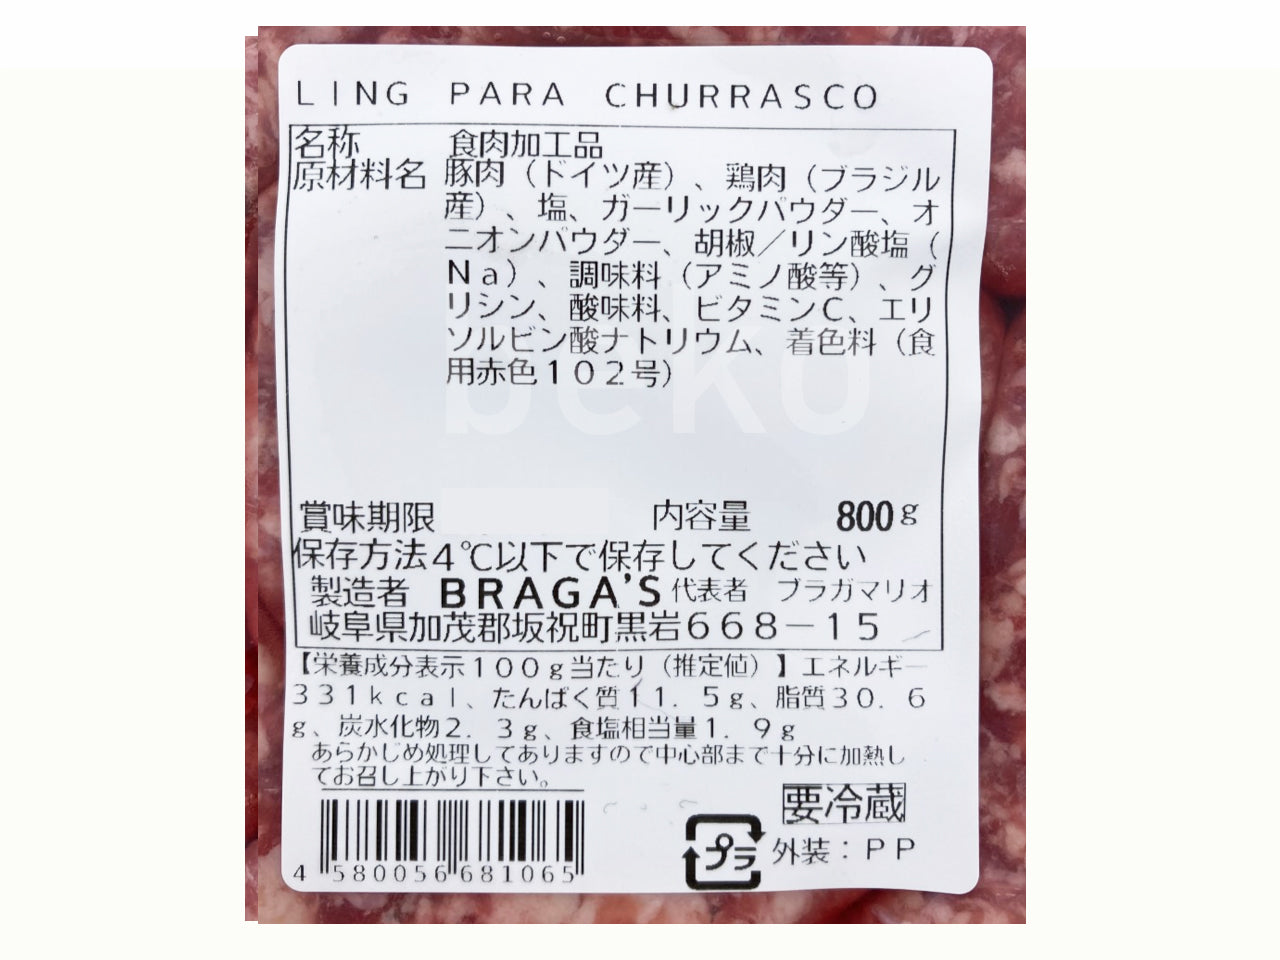 LING PARA CHURRASCO
名称 食肉加工品
原材料名 豚肉（ドイツ産）、鶏肉（ブラジル
産）、塩、ガーリックパウダー、オ
ニオンパウダー、胡椒／リン酸塩（
Na）、調味料（アミノ酸等）、グ
リシン、酸味料、ビタミンC、エリ
ソルビン酸ナトリウム、着色料（食
用赤色102号）
beko
賞味期限 内容量 800g
保存方法4℃以下で保存してください
製造者 BRAGA'S 代表者 ブラガマリオ
岐阜県加茂郡坂祝町黒岩668－15
【栄養成分表示100g当たり（推定値）】エネルギー
331kcal、たんぱく質11．5g、脂質30．6
g、炭水化物2．3g、食塩相当量1．9g
あらかじめ処理してありますので中心部まで十分に加熱し
てお召し上がり下さい。
要冷蔵
プラ 外装：PP
4 580056 681065